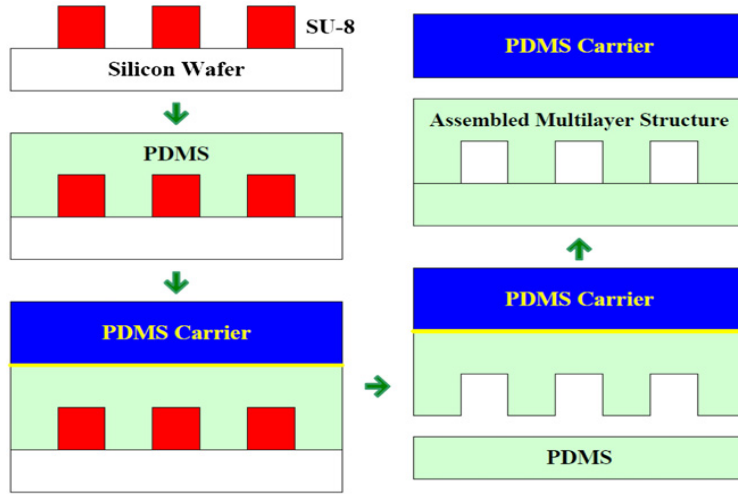 SU-8
Silicon Wafer
PDMS
PDMS Carrier
PDMS Carrier
Assembled Multilayer Structure
PDMS Carrier
PDMS